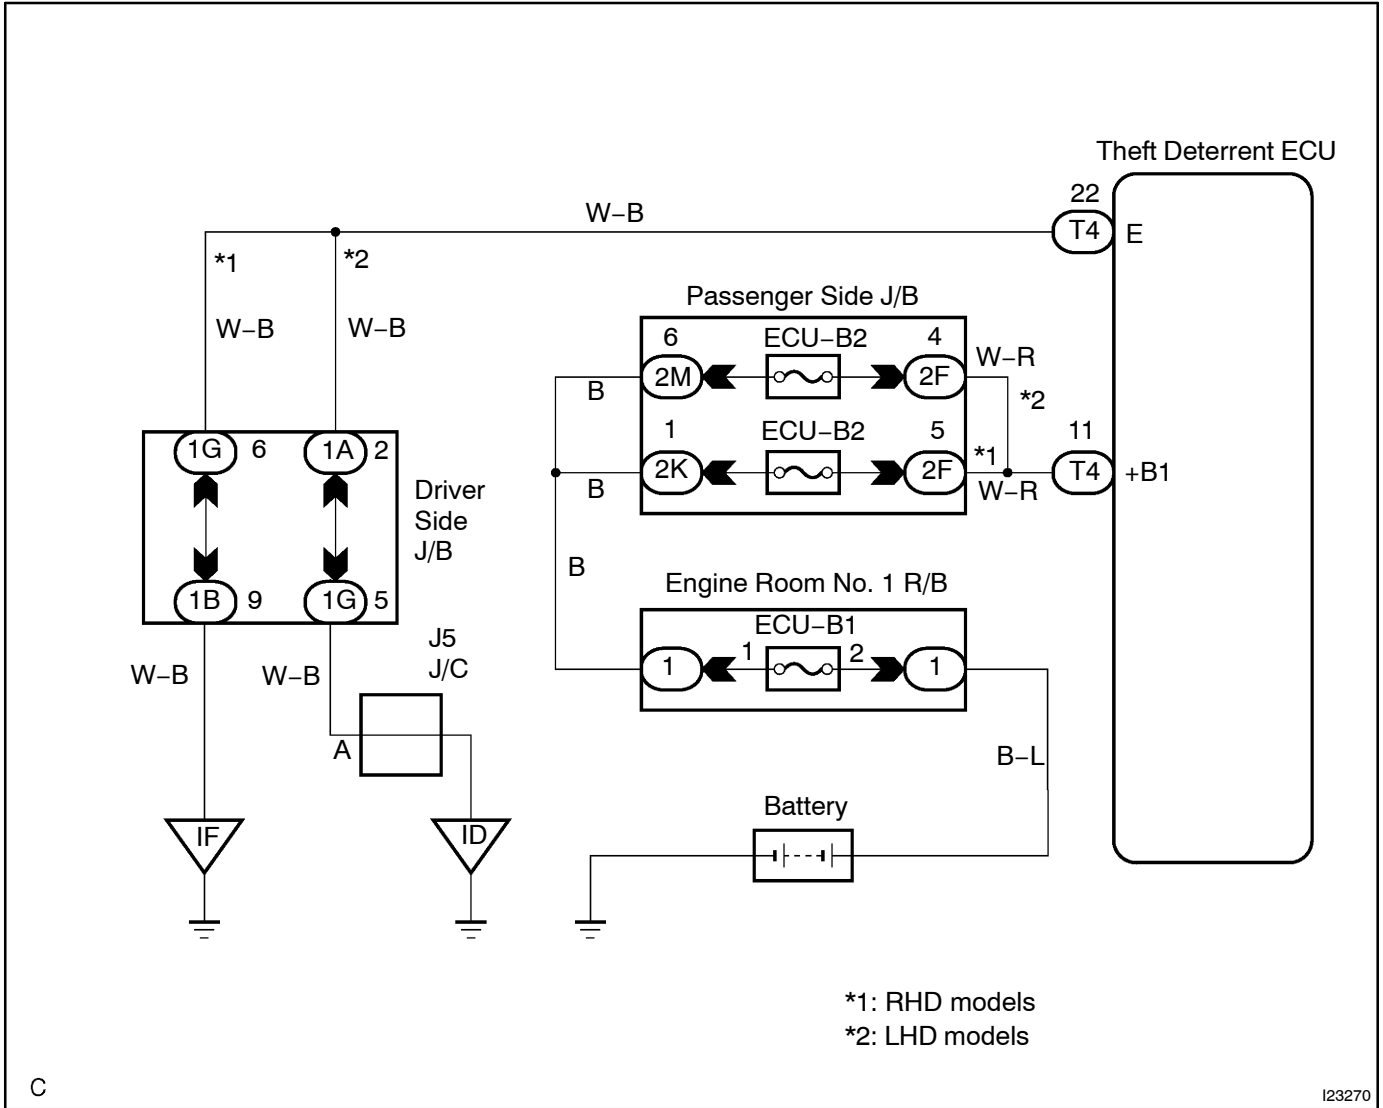 Theft Deterrent ECU
22
W–B
T4
E
*1
*2
W–B
W–B
Passenger Side J/B
6
ECU–B2
4
2M
2F
W–R
B
*2
1
ECU–B2
5
11
2K
2F
*1
T4
+B1
B
W–R
1G
6
1A
2
Driver
Side
J/B
1B
9
1G
5
B
Engine Room No. 1 R/B
ECU–B1
1
1
2
1
J5
J/C
W–B
W–B
A
B–L
Battery
IF
ID
*1: RHD models
*2: LHD models
C
I23270